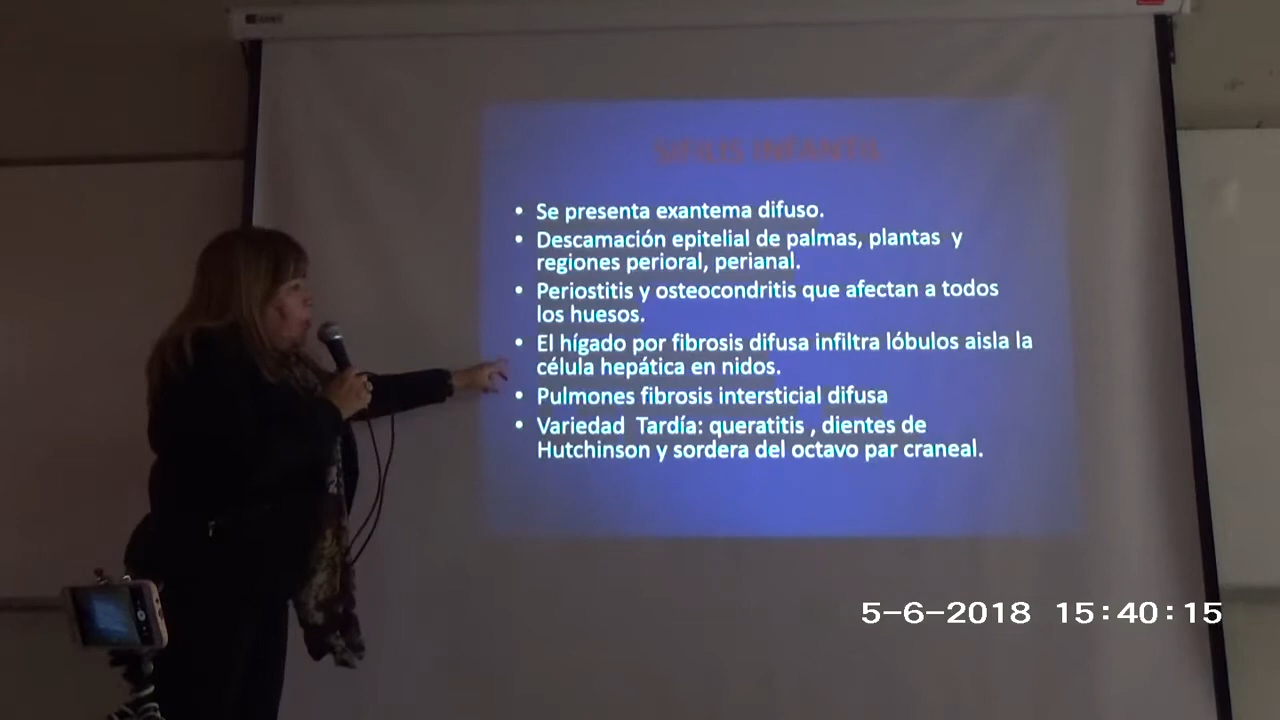 SIFILIS INFANTIL
• Se presenta exantema difuso.
• Descamación epitelial de palmas, plantas y
regiones perioral, perianal.
• Periostitis y osteocondritis que afectan a todos
los huesos.
• El hígado por fibrosis difusa infiltra lóbulos aisla la
célula hepática en nidos.
• Pulmones fibrosis intersticial difusa
• Variedad Tardía: queratitis , dientes de
Hutchinson y sordera del octavo par craneal.
5-6-2018 15:40:15